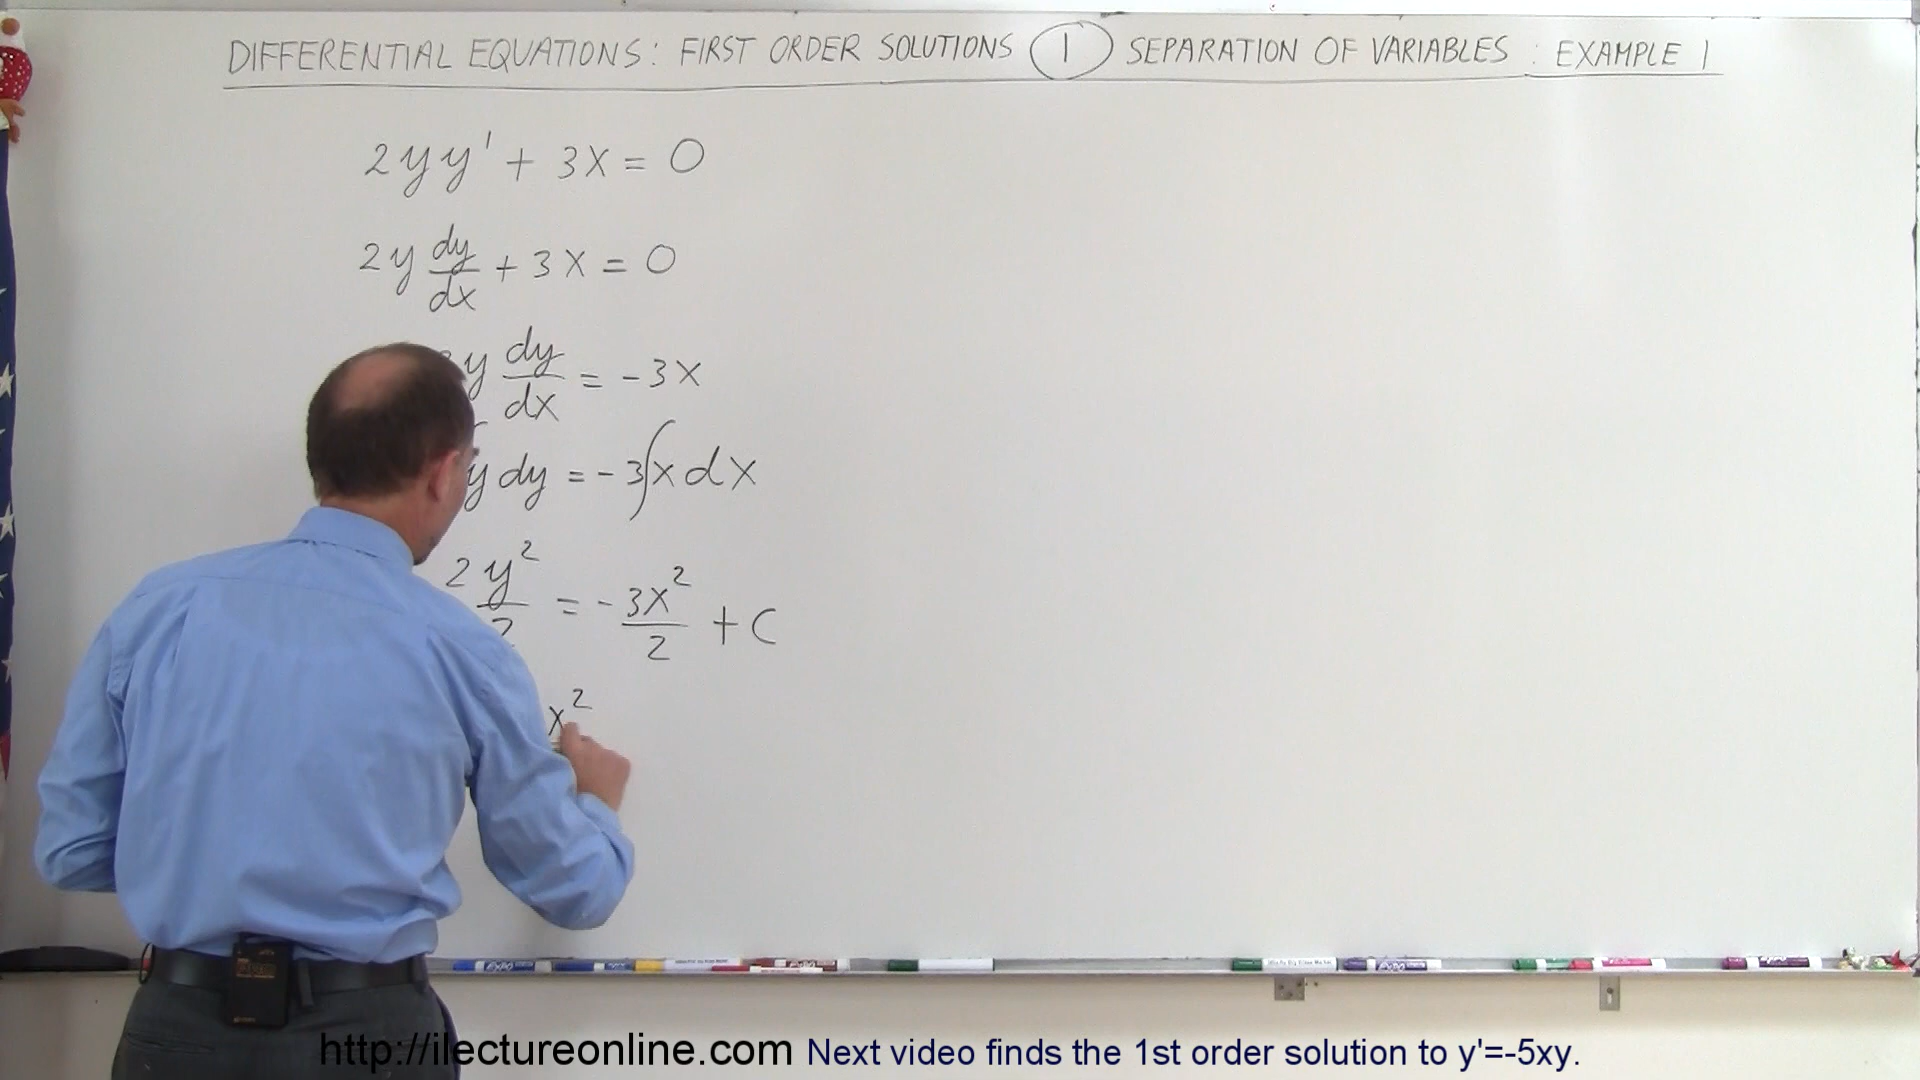 DIFFERENTIAL EQUATIONS: FIRST ORDER SOLUTIONS ① SEPARATION OF VARIABLES : EXAMPLE 1
2yy' + 3x = 0
2y dy/dx + 3x = 0
y dy/dx = -3x
y dy = -3∫x dx
2y²/2 = -3x²/2 + C
x²
http://ilectureonline.com Next video finds the 1st order solution to y'=-5xy.